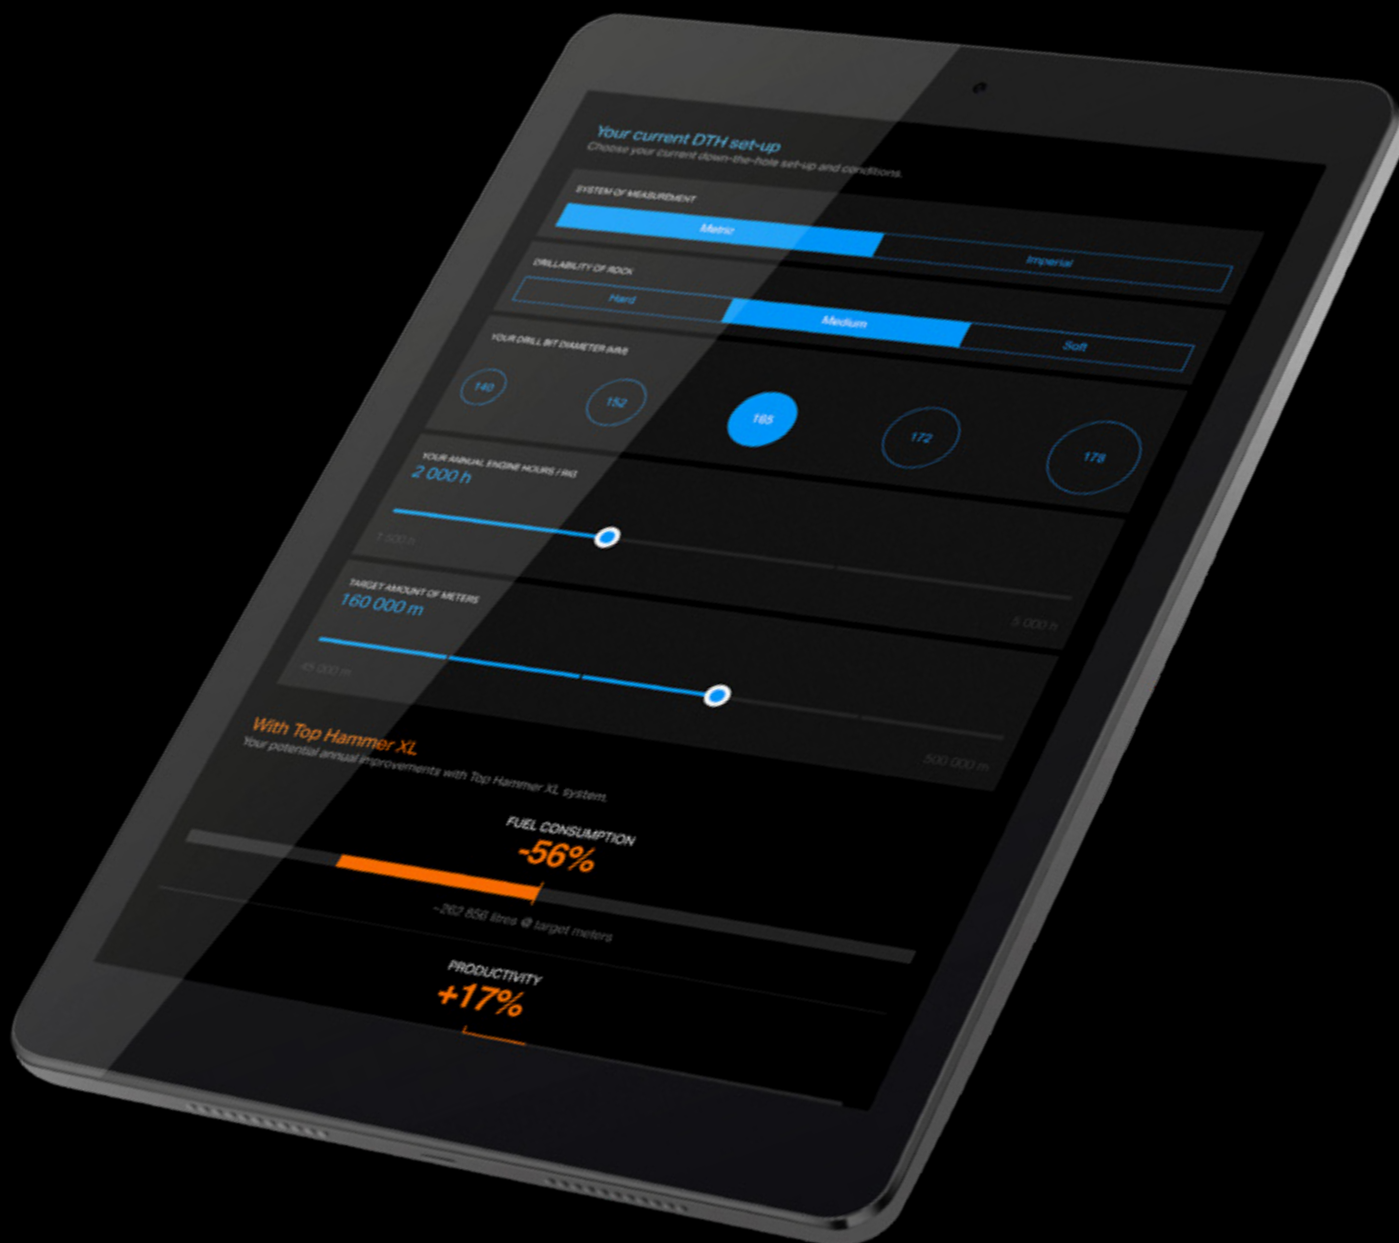 Your current DTH set-up
Choose your current down-the-hole set-up and conditions.
SYSTEM OF MEASUREMENT
Metric
Imperial
DRILLABILITY OF ROCK
Hard
Medium
Soft
YOUR DRILL BIT DIAMETER (MM)
140
152
165
172
178
YOUR ANNUAL ENGINE HOURS / RIG
2 000 h
1 500 h
5 000 h
TARGET AMOUNT OF METERS
160 000 m
45 000 m
500 000 m
With Top Hammer XL
Your potential annual improvements with Top Hammer XL system.
FUEL CONSUMPTION
-56%
~262 856 litres @ target meters
PRODUCTIVITY
+17%